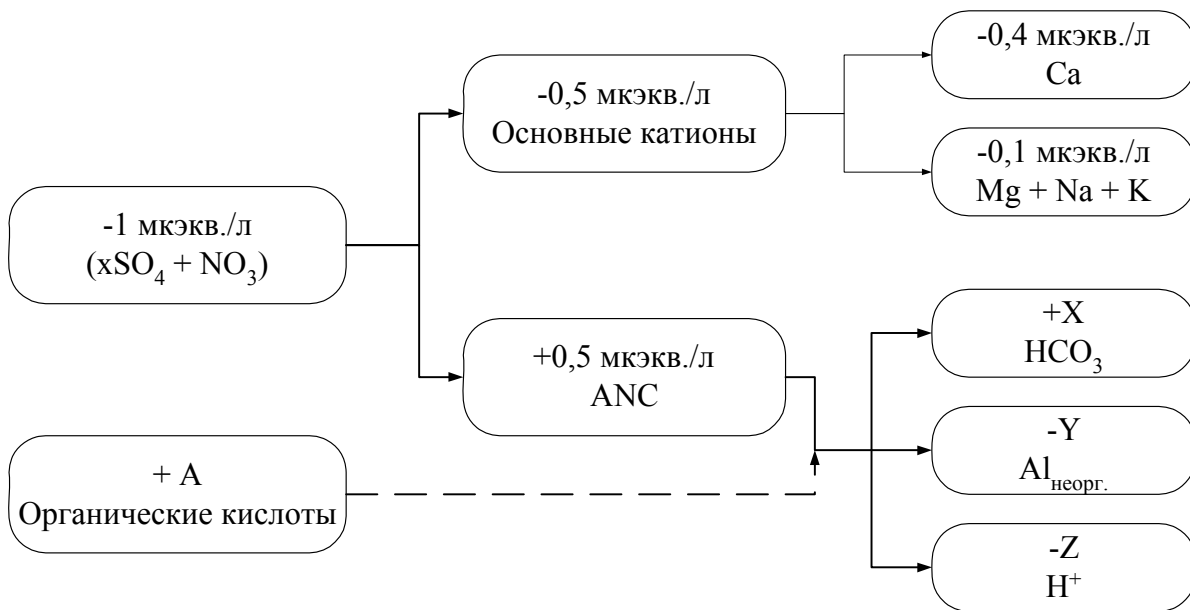 -1 мкэкв./л
(xSO₄ + NO₃)
-0,5 мкэкв./л
Основные катионы
-0,4 мкэкв./л
Ca
-0,1 мкэкв./л
Mg + Na + K
+0,5 мкэкв./л
ANC
+ A
Органические кислоты
+X
HCO₃
-Y
Alнеорг.
-Z
H⁺